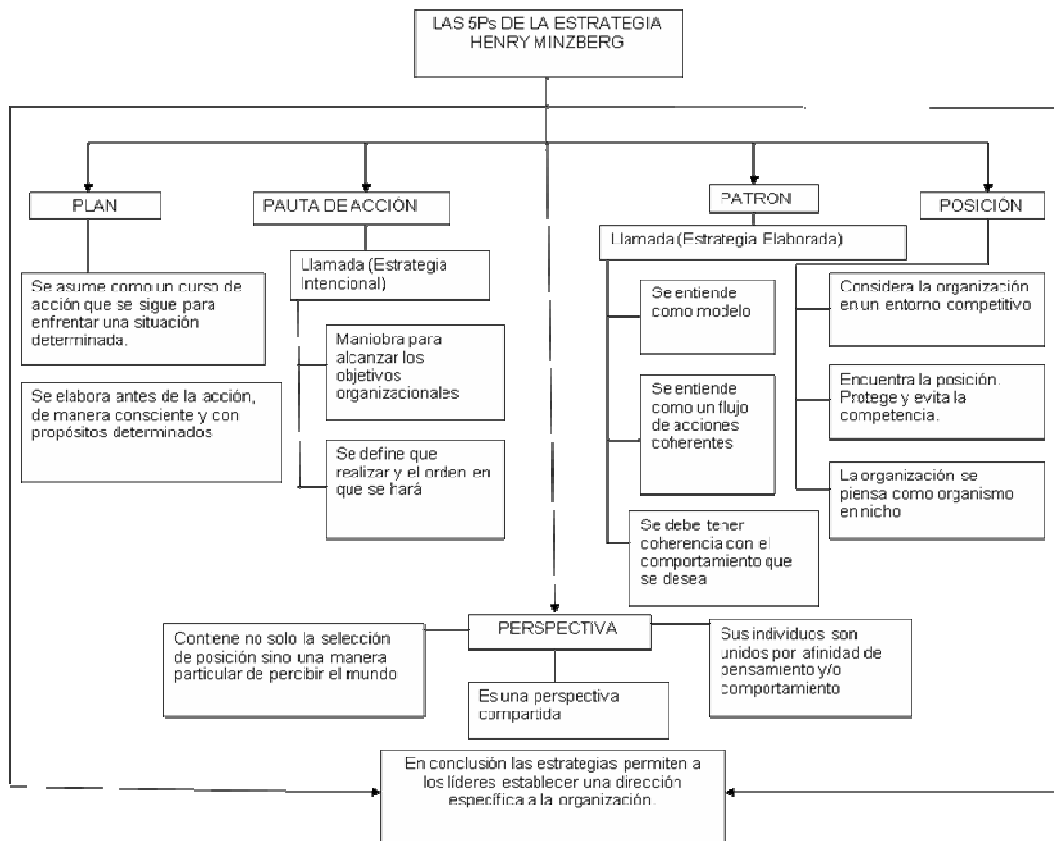 LAS 5Ps DE LA ESTRATEGIA
HENRY MINZBERG
PLAN
Se asume como un curso de
acción que se sigue para
enfrentar una situación
determinada.
Se elabora antes de la acción,
de manera consciente y con
propósitos determinados
PAUTA DE ACCIÓN
Llamada (Estrategia
Intencional)
Maniobra para
alcanzar los
objetivos
organizacionales
Se define que
realizar y el orden en
que se hará
PATRON
Llamada (Estrategia Elaborada)
Se entiende
como modelo
Se entiende
como un flujo
de acciones
coherentes
Se debe tener
coherencia con el
comportamiento que
se desea
POSICIÓN
Considera la organización
en un entorno competitivo
Encuentra la posición.
Protege y evita la
competencia.
La organización se
piensa como organismo
en nicho
PERSPECTIVA
Contiene no solo la selección
de posición sino una manera
particular de percibir el mundo
Es una perspectiva
compartida
Sus individuos son
unidos por afinidad de
pensamiento y/o
comportamiento
En conclusión las estrategias permiten a
los líderes establecer una dirección
específica a la organización.